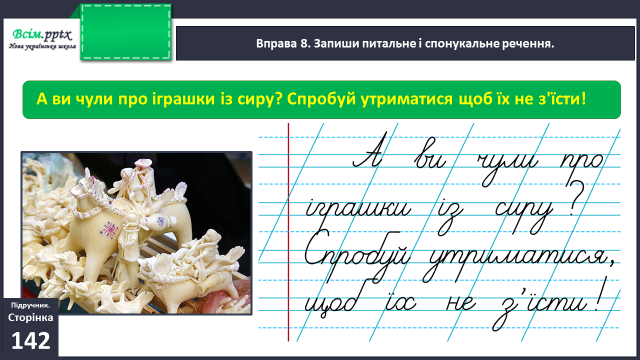 Всім.pptx
Нова українська школа
Вправа 8. Запиши питальне і спонукальне речення.
А ви чули про іграшки із сиру? Спробуй утриматися щоб їх не з'їсти!
А ви чули про
іграшки із сиру?
Спробуй утриматися,
щоб їх не з'їсти!
Підручник.
Сторінка
142